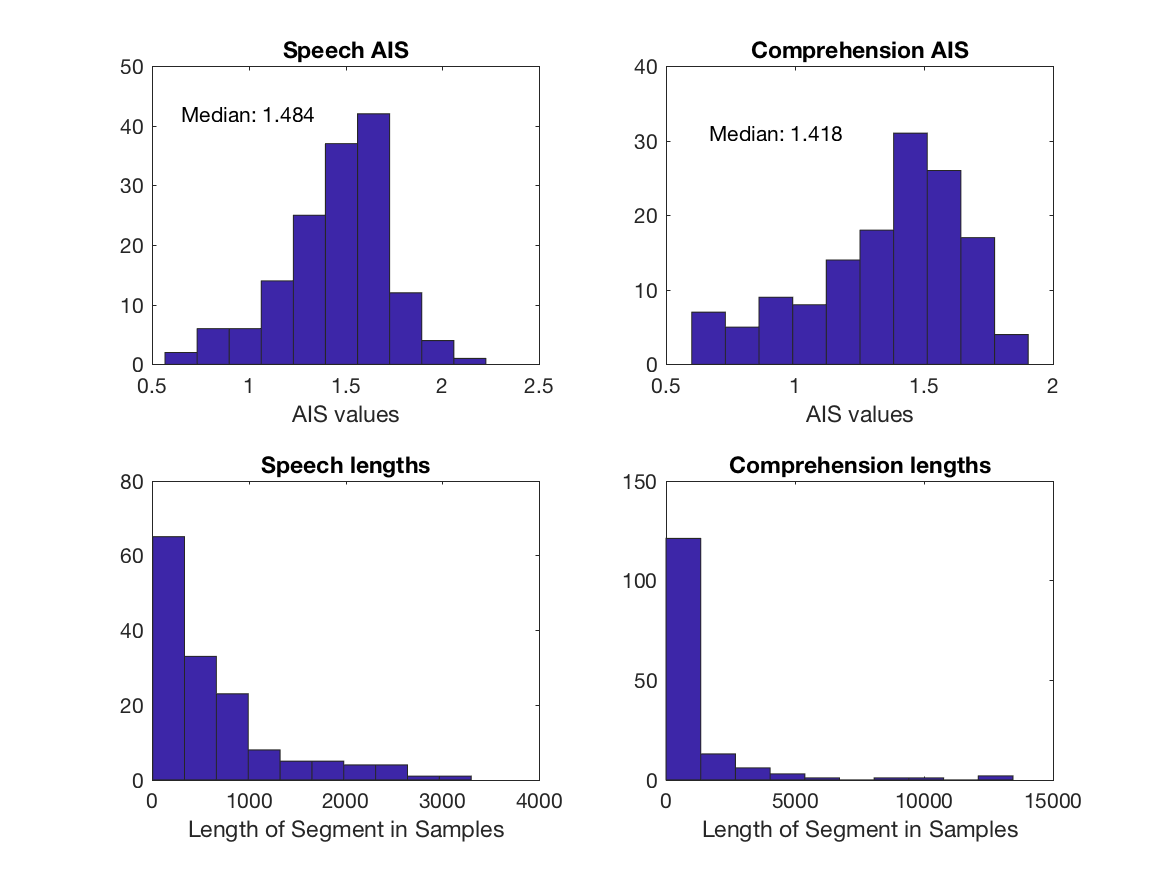 Speech AIS
50
40
30
20
10
0
Median: 1.484
0.5 1 1.5 2 2.5
AIS values
Comprehension AIS
40
30
20
10
0
Median: 1.418
0.5 1 1.5 2
AIS values
Speech lengths
80
60
40
20
0
0 1000 2000 3000 4000
Length of Segment in Samples
Comprehension lengths
150
100
50
0
0 5000 10000 15000
Length of Segment in Samples